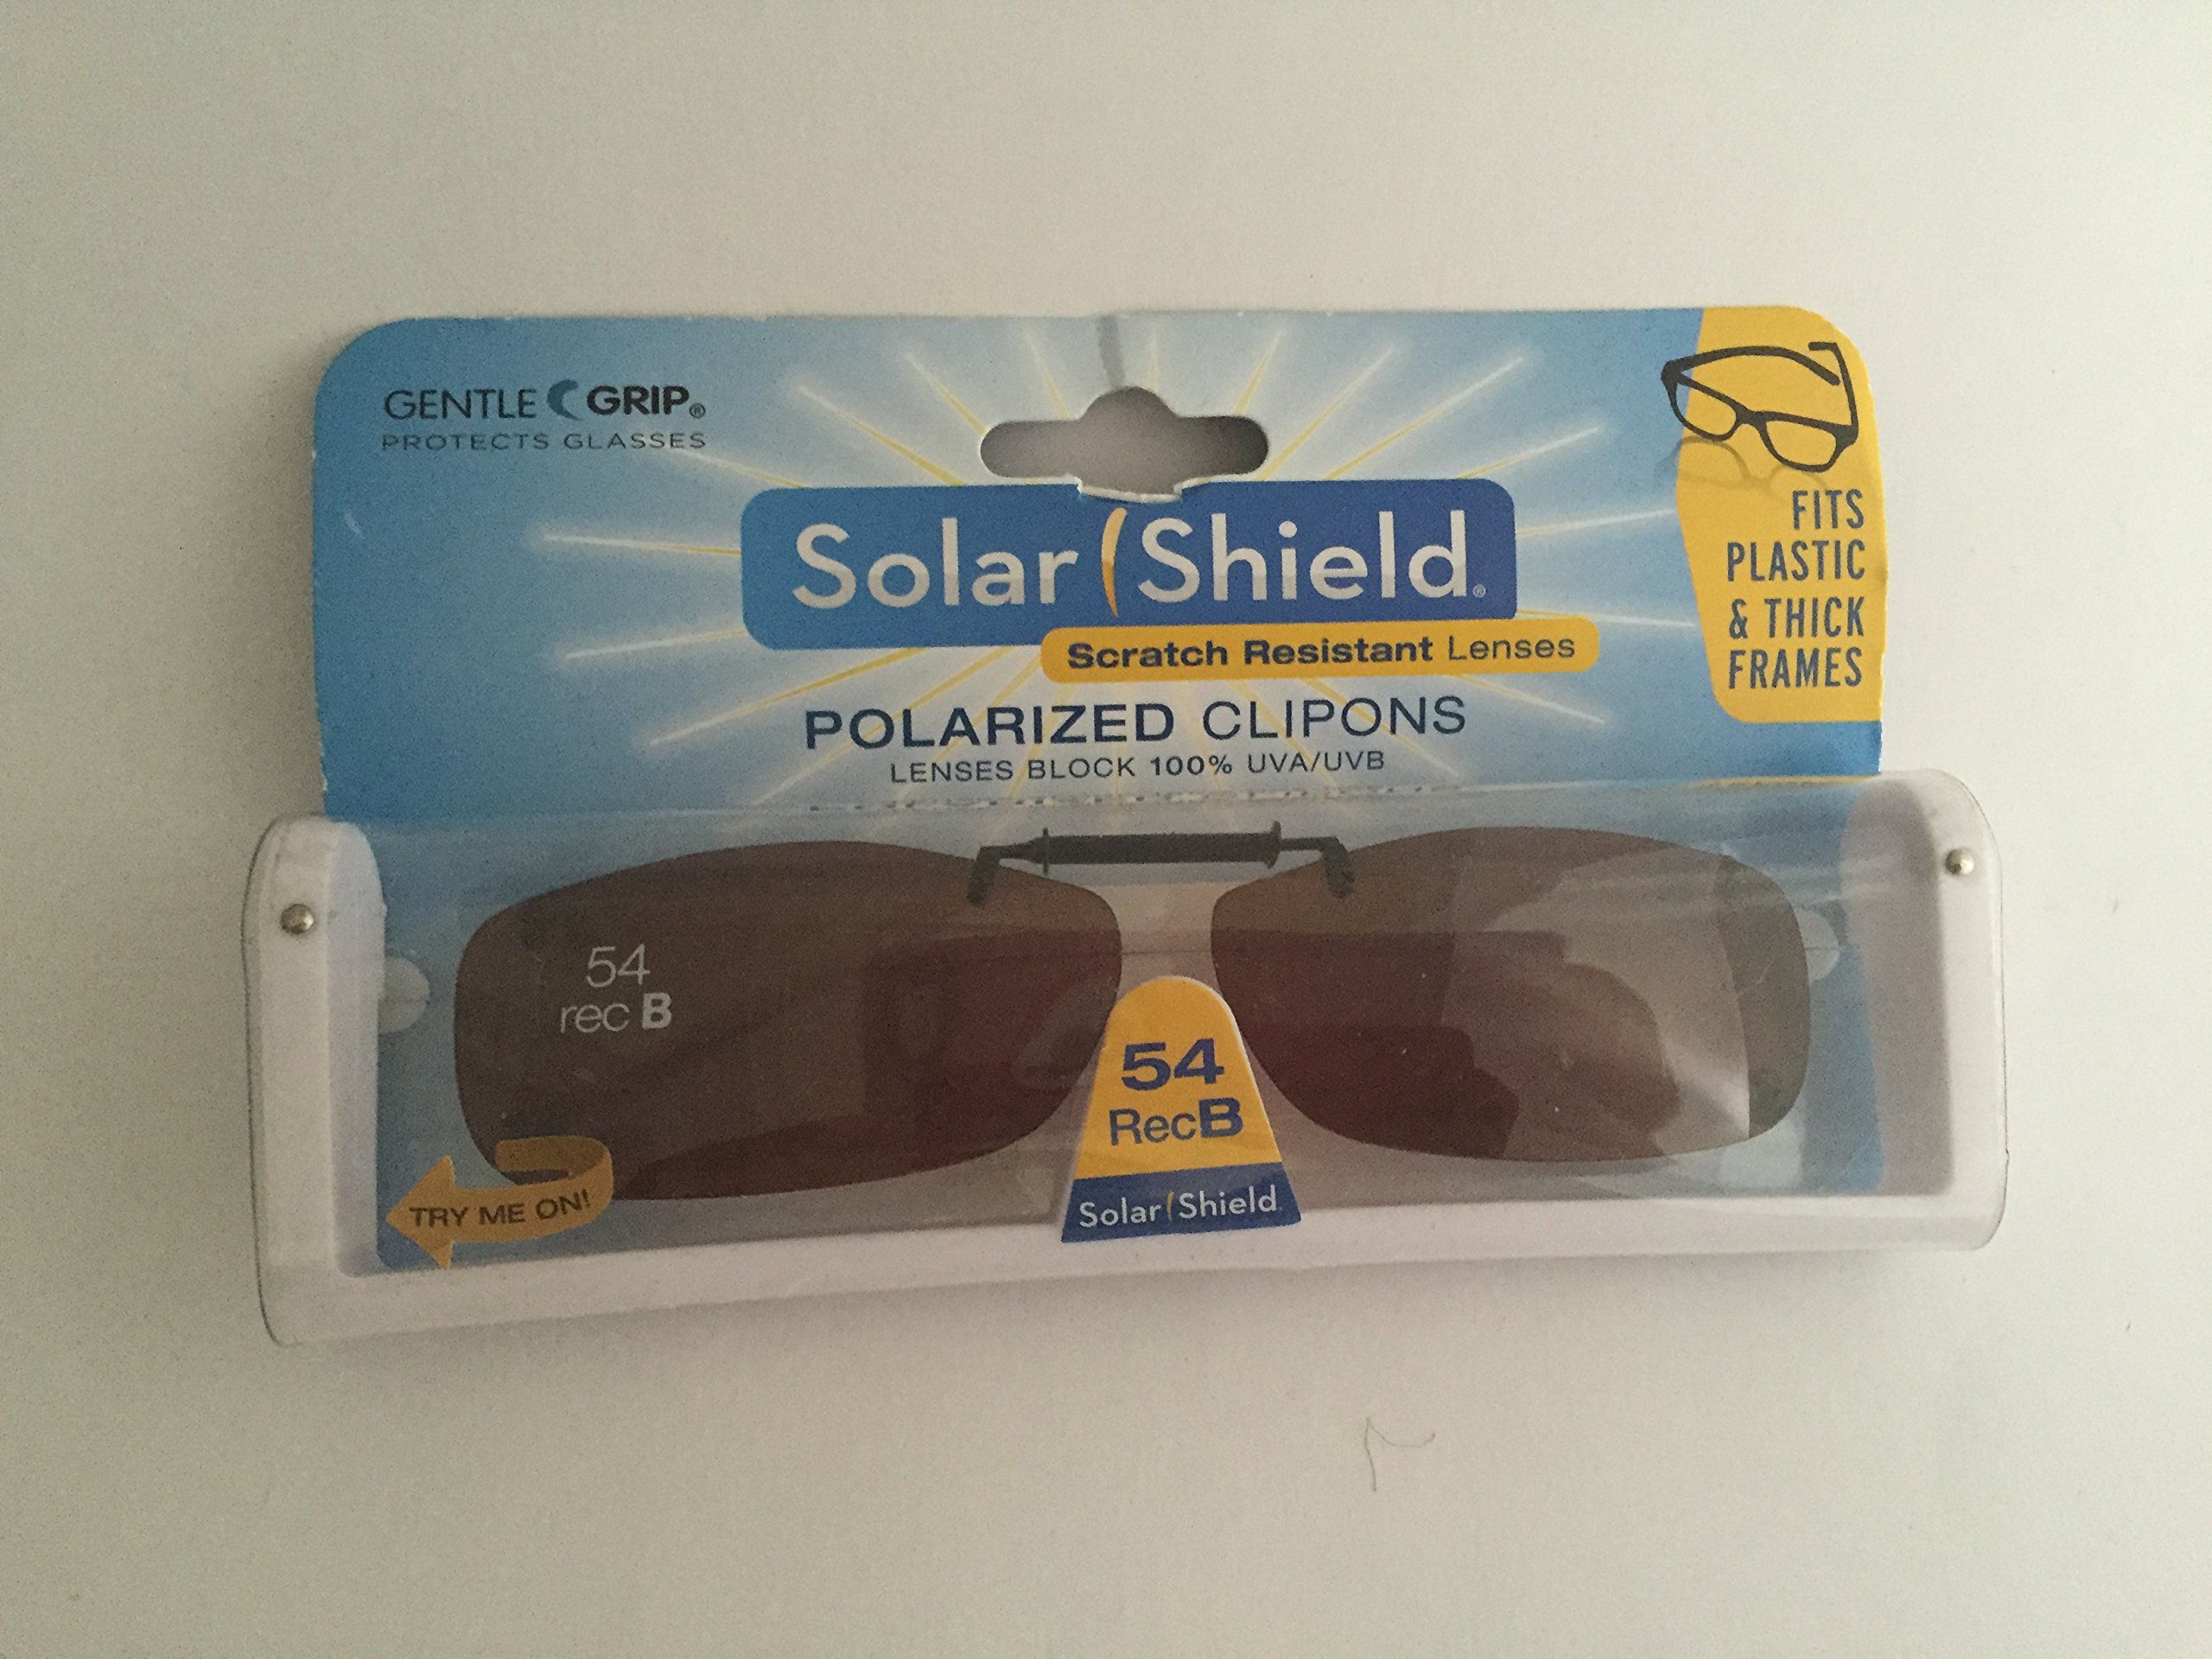 GENTLE GRIP®
PROTECTS GLASSES
Solar Shield®
Scratch Resistant Lenses
POLARIZED CLIPONS
LENSES BLOCK 100% UVA/UVB
FITS
PLASTIC
& THICK
FRAMES
54
rec B
54
RecB
Solar Shield
TRY ME ON!